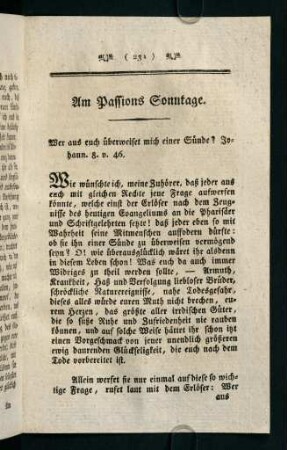 ( 251 )
Am Passions Sonntage.
Wer aus euch überweiset mich einer Sünde? Jo-
hann. 8. v. 46.
Wie wünschte ich, meine Zuhörer, daß jeder aus
euch mit gleichen Rechte jene Frage aufwerfen
könnte, welche einst der Erlöser nach dem Zeug-
nisse des heutigen Evangeliums an die Pharisäer
und Schriftgelehrten setzte! daß jeder eben so mit
Wahrheit seine Mitmenschen auffordern dürfte:
ob sie ihn einer Sünde zu überweisen vermögend
seyn? O! wie überausglücklich wäret ihr alsdenn
in diesem Leben schon! Was euch da auch immer
Widriges zu theil werden sollte, — Armuth,
Krankheit, Haß und Verfolgung liebloser Brüder,
schröckliche Naturereignisse, nahe Todesgefahr,
dieses alles würde euren Muth nicht brechen, eu-
rem Herzen, das größte aller irrdischen Güter,
die so süße Ruhe und Zufriedenheit nie rauben
können, und auf solche Weise hättet ihr schon itzt
einen Vorgeschmack von jener unendlich größeren
ewig daurenden Glückseligkeit, die euch nach dem
Tode vorbereitet ist.
Allein werfet sie nur einmal auf diese so wich-
tige Frage, rufet laut mit dem Erlöser: Wer
aus